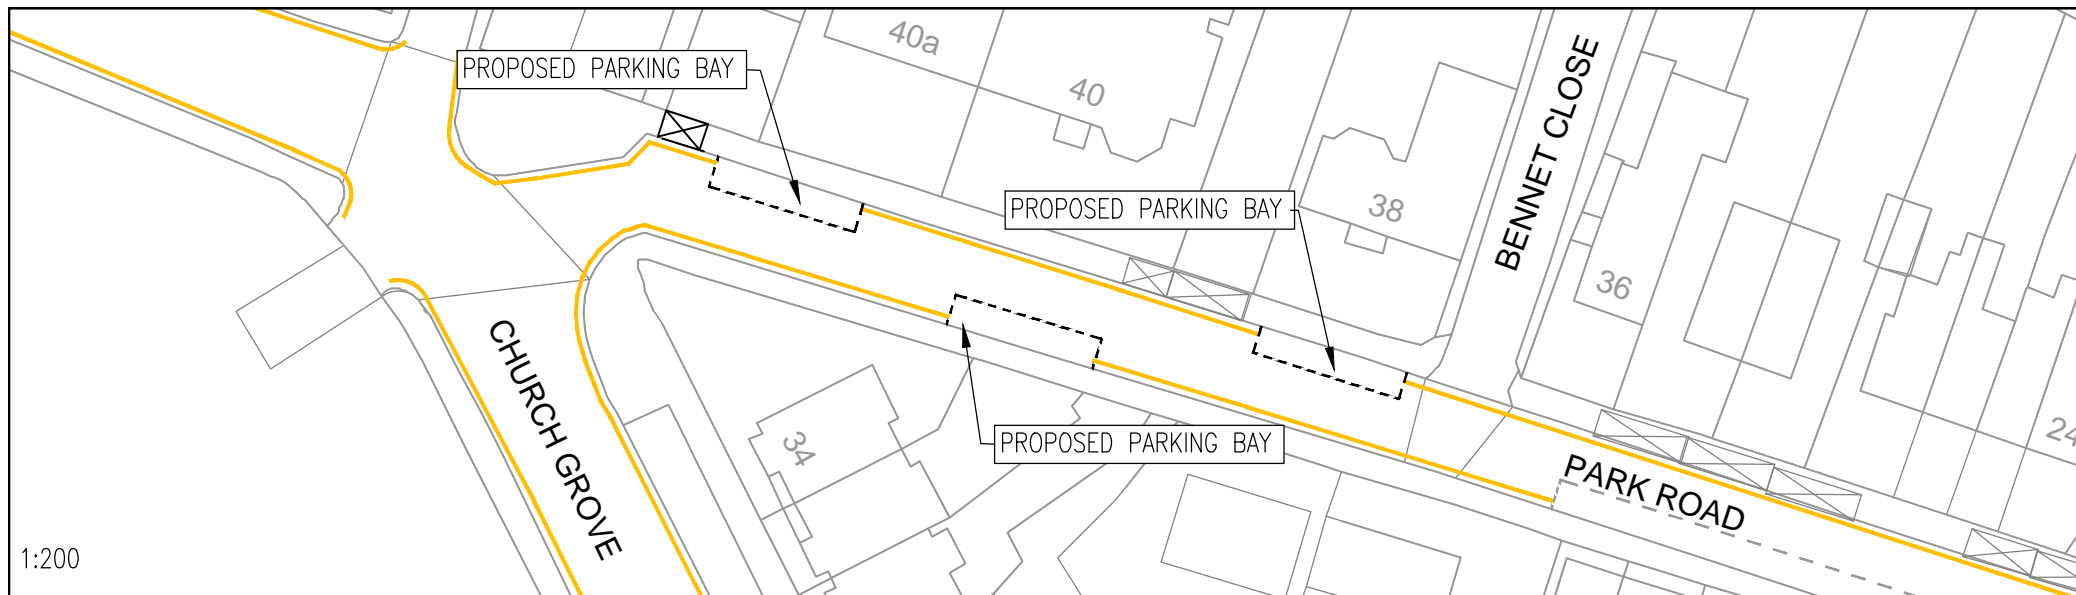 40a
PROPOSED PARKING BAY
40
BENNET CLOSE
PROPOSED PARKING BAY
38
36
CHURCH GROVE
34
PROPOSED PARKING BAY
24
PARK ROAD
1:200